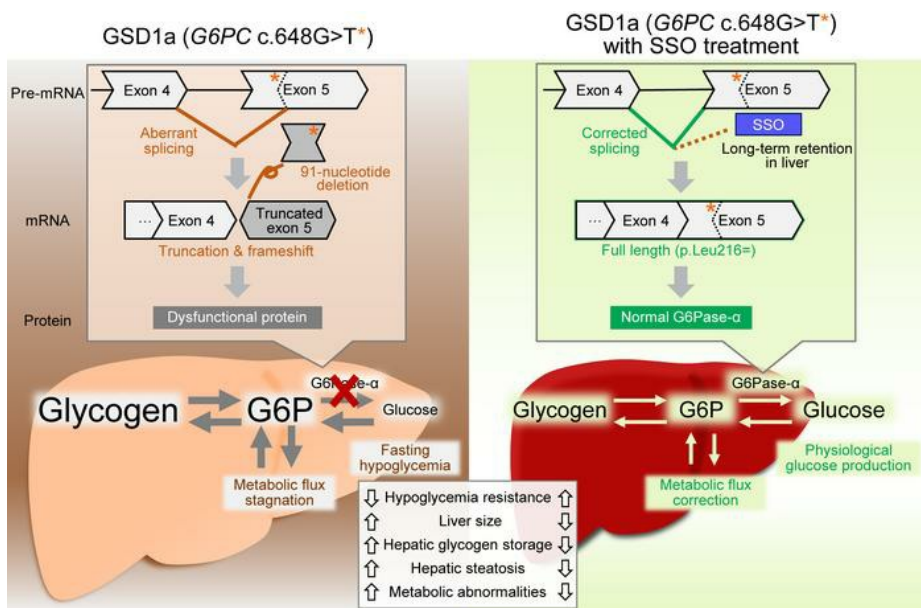 GSD1a (G6PC c.648G>T*)
Pre-mRNA
Exon 4
*
Exon 5
Aberrant
splicing
*
91-nucleotide
deletion
mRNA
... Exon 4
Truncated
exon 5
Truncation & frameshift
Protein
Dysfunctional protein
Glycogen
G6P
G6Pase-α
Glucose
Fasting
hypoglycemia
Metabolic flux
stagnation
GSD1a (G6PC c.648G>T*)
with SSO treatment
Exon 4
*
Exon 5
Corrected
splicing
SSO
Long-term retention
in liver
... Exon 4
*
Exon 5
Full length (p.Leu216=)
Normal G6Pase-α
Glycogen
G6P
G6Pase-α
Glucose
Physiological
glucose production
Metabolic flux
correction
Hypoglycemia resistance
Liver size
Hepatic glycogen storage
Hepatic steatosis
Metabolic abnormalities